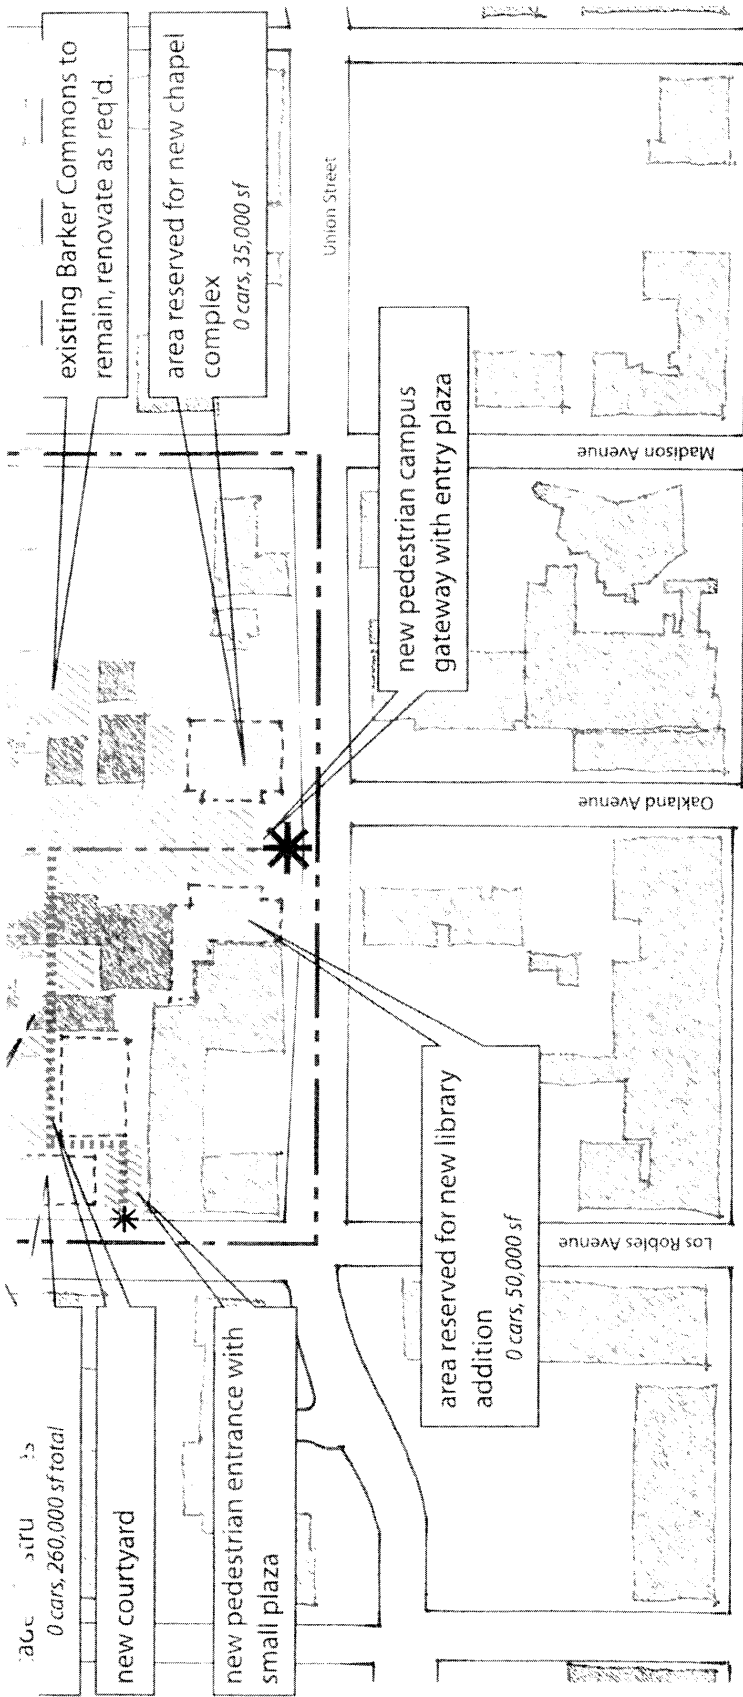 existing Barker Commons to
remain, renovate as req'd.
area reserved for new chapel
complex
0 cars, 35,000 sf
Union Street
new pedestrian campus
gateway with entry plaza
Madison Avenue
Oakland Avenue
Los Robles Avenue
area reserved for new library
addition
0 cars, 50,000 sf
0 cars, 260,000 sf total
new courtyard
new pedestrian entrance with
small plaza